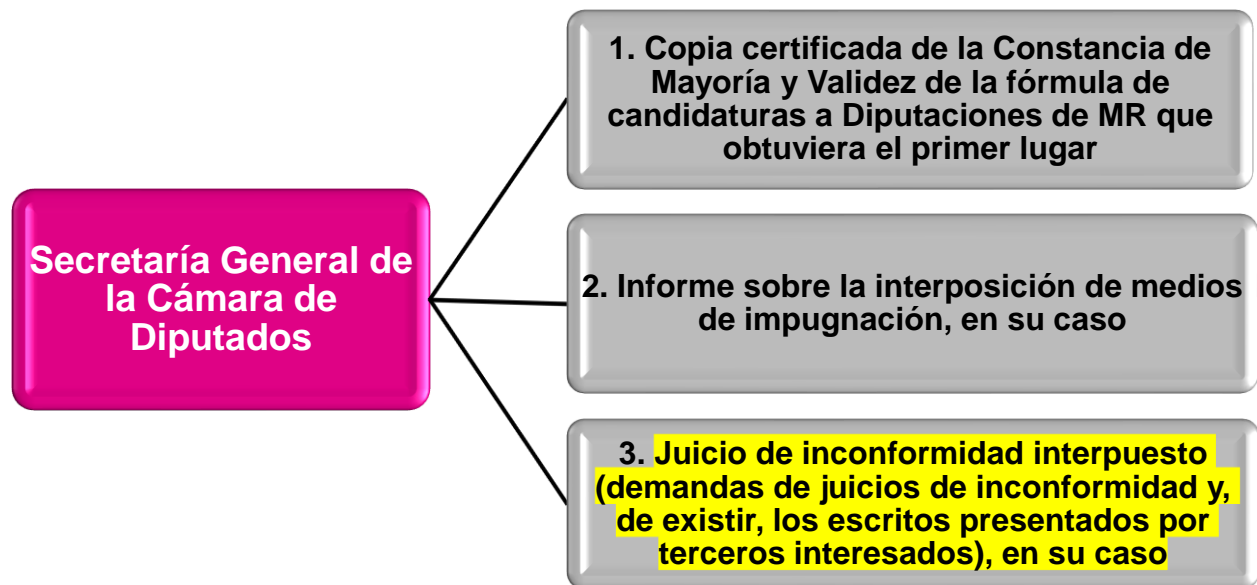 Secretaría General de
la Cámara de
Diputados
1. Copia certificada de la Constancia de
Mayoría y Validez de la fórmula de
candidaturas a Diputaciones de MR que
obtuviera el primer lugar
2. Informe sobre la interposición de medios
de impugnación, en su caso
3. Juicio de inconformidad interpuesto
(demandas de juicios de inconformidad y,
de existir, los escritos presentados por
terceros interesados), en su caso